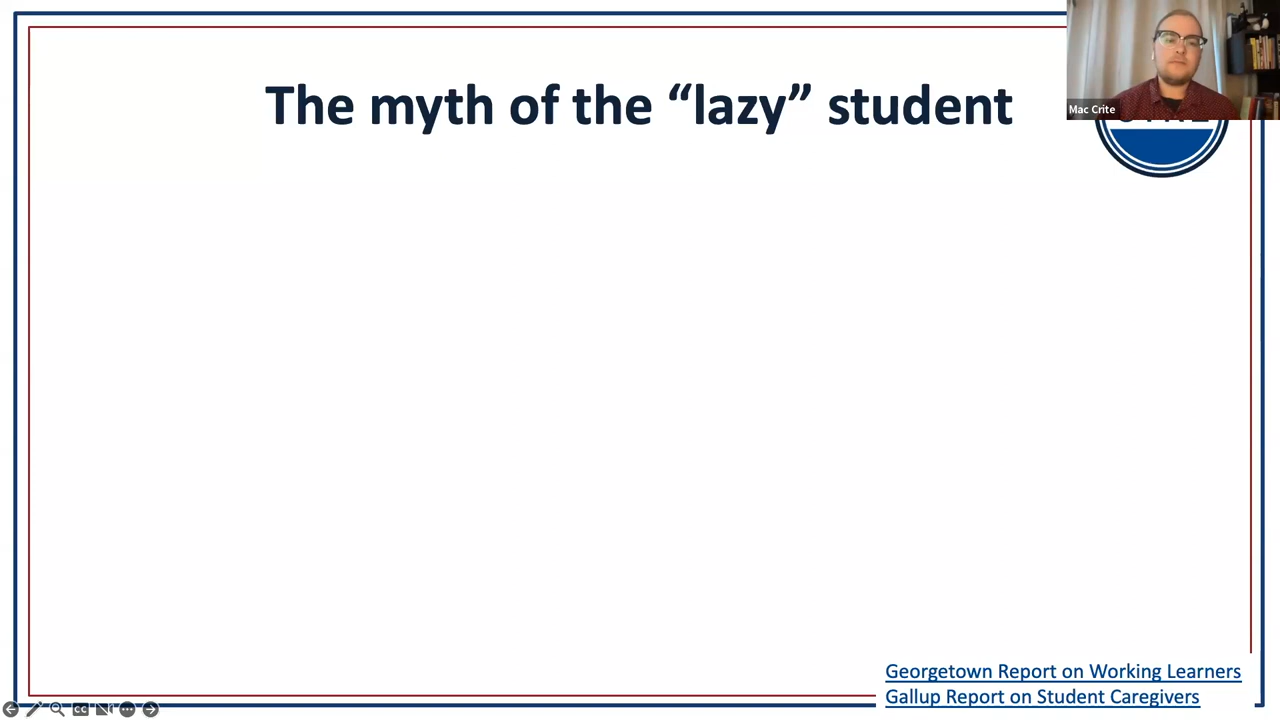 The myth of the “lazy” student
Mac Crite
Georgetown Report on Working Learners
Gallup Report on Student Caregivers